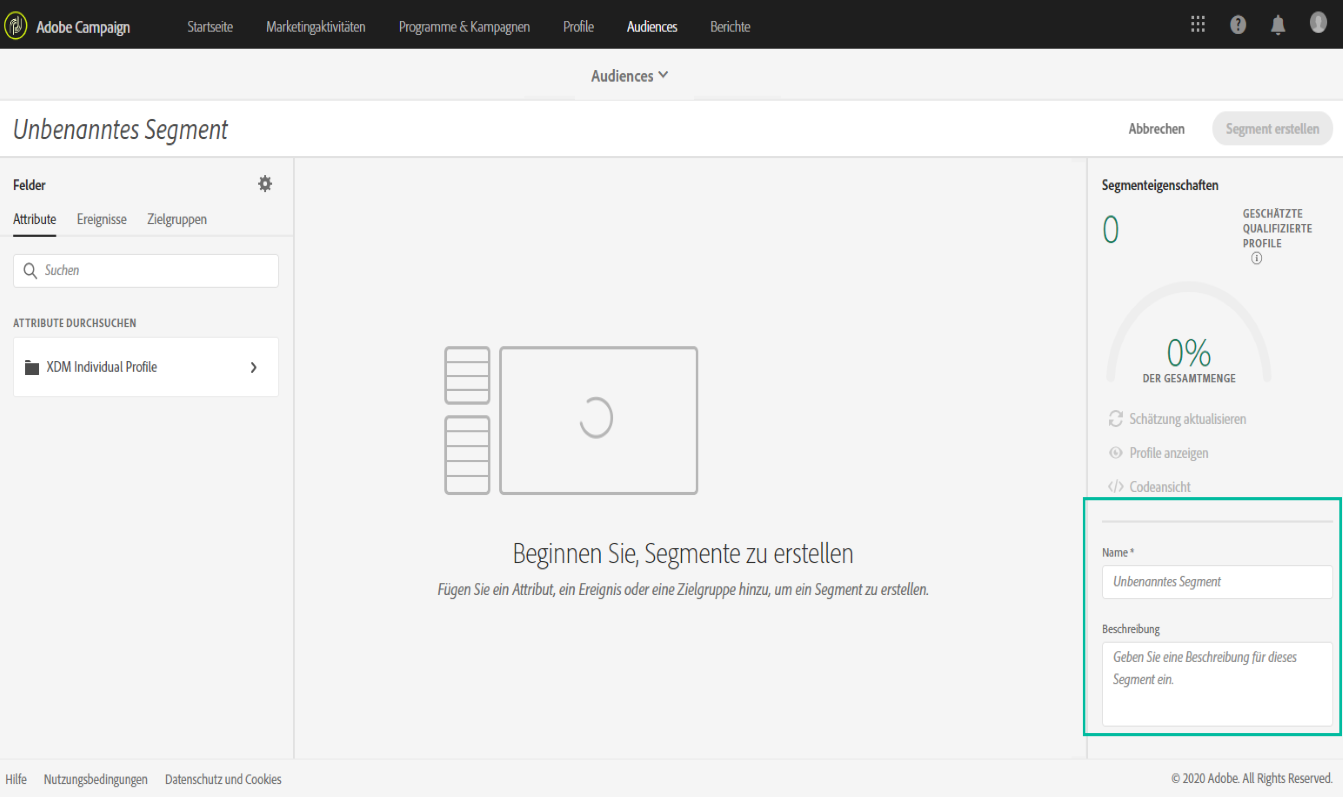 Adobe Campaign
Startseite
Marketingaktivitäten
Programme & Kampagnen
Profile
Audiences
Berichte
Audiences
Unbenanntes Segment
Abbrechen
Segment erstellen
Felder
Attribute
Ereignisse
Zielgruppen
Suchen
ATTRIBUTE DURCHSUCHEN
XDM Individual Profile
Beginnen Sie, Segmente zu erstellen
Fügen Sie ein Attribut, ein Ereignis oder eine Zielgruppe hinzu, um ein Segment zu erstellen.
Segmenteigenschaften
0
GESCHÄTZTE
QUALIFIZIERTE
PROFILE
0%
DER GESAMTMENGE
Schätzung aktualisieren
Profile anzeigen
Codeansicht
Name *
Unbenanntes Segment
Beschreibung
Geben Sie eine Beschreibung für dieses
Segment ein.
Hilfe
Nutzungsbedingungen
Datenschutz und Cookies
© 2020 Adobe. All Rights Reserved.